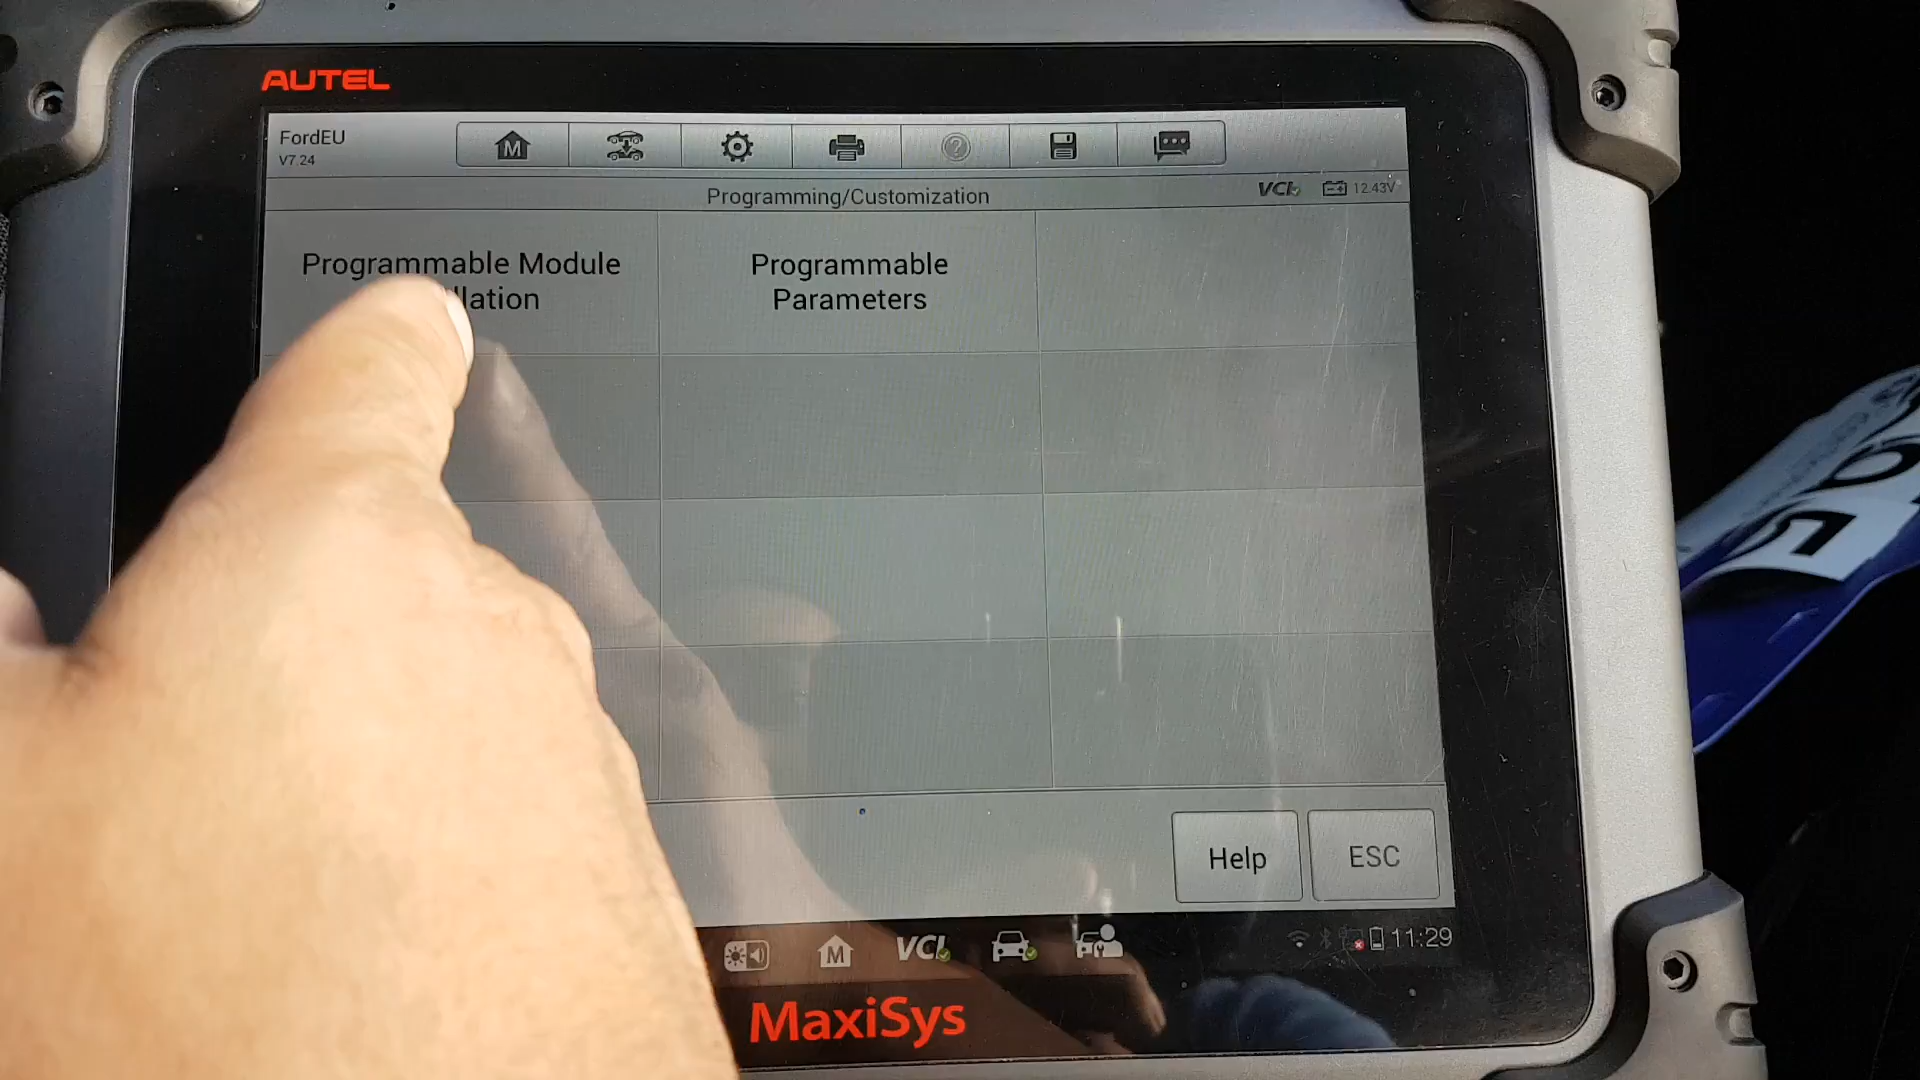 AUTEL
FordEU
V7.24
M
?
Programming/Customization
VCI
12.43V
Programmable Module
llation
Programmable
Parameters
Help
ESC
M
VCI
11:29
MaxiSys
5